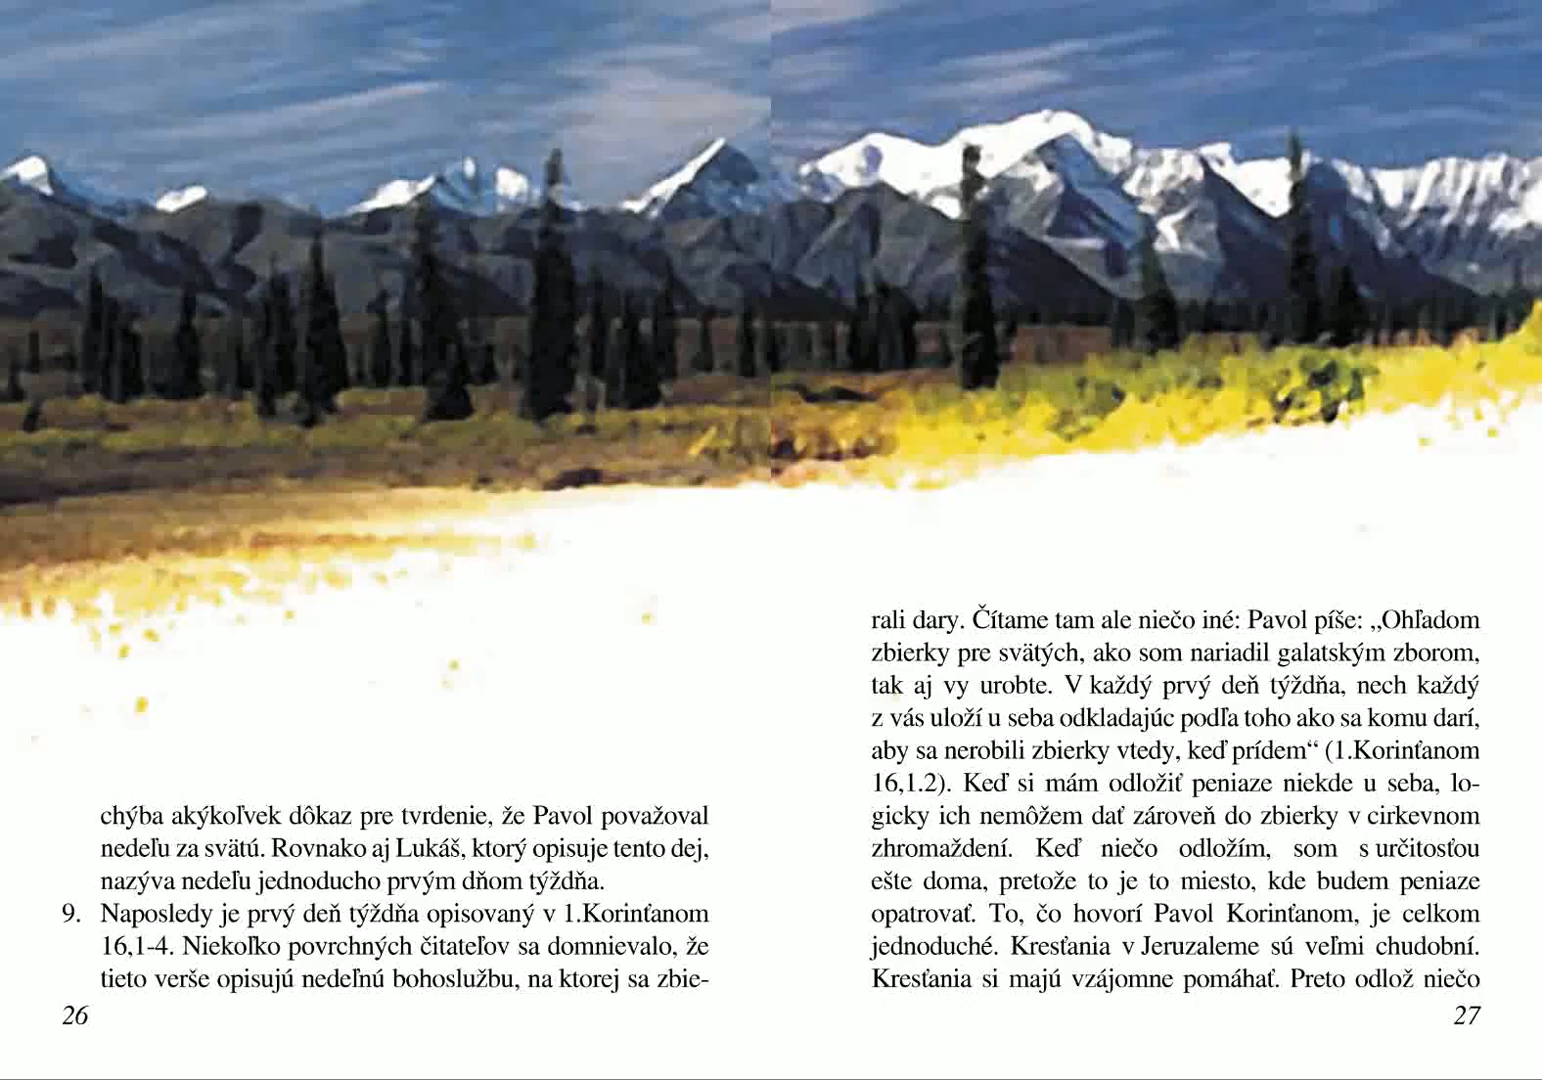 chýba akýkoľvek dôkaz pre tvrdenie, že Pavol považoval
nedeľu za svätú. Rovnako aj Lukáš, ktorý opisuje tento dej,
nazýva nedeľu jednoducho prvým dňom týždňa.
9. Naposledy je prvý deň týždňa opisovaný v 1.Korinťanom
16,1-4. Niekoľko povrchných čitateľov sa domnievalo, že
tieto verše opisujú nedeľnú bohoslužbu, na ktorej sa zbie-
26
rali dary. Čítame tam ale niečo iné: Pavol píše: „Ohľadom
zbierky pre svätých, ako som nariadil galatským zborom,
tak aj vy urobte. V každý prvý deň týždňa, nech každý
z vás uloží u seba odkladajúc podľa toho ako sa komu darí,
aby sa nerobili zbierky vtedy, keď prídem“ (1.Korinťanom
16,1.2). Keď si mám odložiť peniaze niekde u seba, lo-
gicky ich nemôžem dať zároveň do zbierky v cirkevnom
zhromaždení. Keď niečo odložím, som s určitosťou
ešte doma, pretože to je to miesto, kde budem peniaze
opatrovať. To, čo hovorí Pavol Korinťanom, je celkom
jednoduché. Kresťania v Jeruzaleme sú veľmi chudobní.
Kresťania si majú vzájomne pomáhať. Preto odlož niečo
27